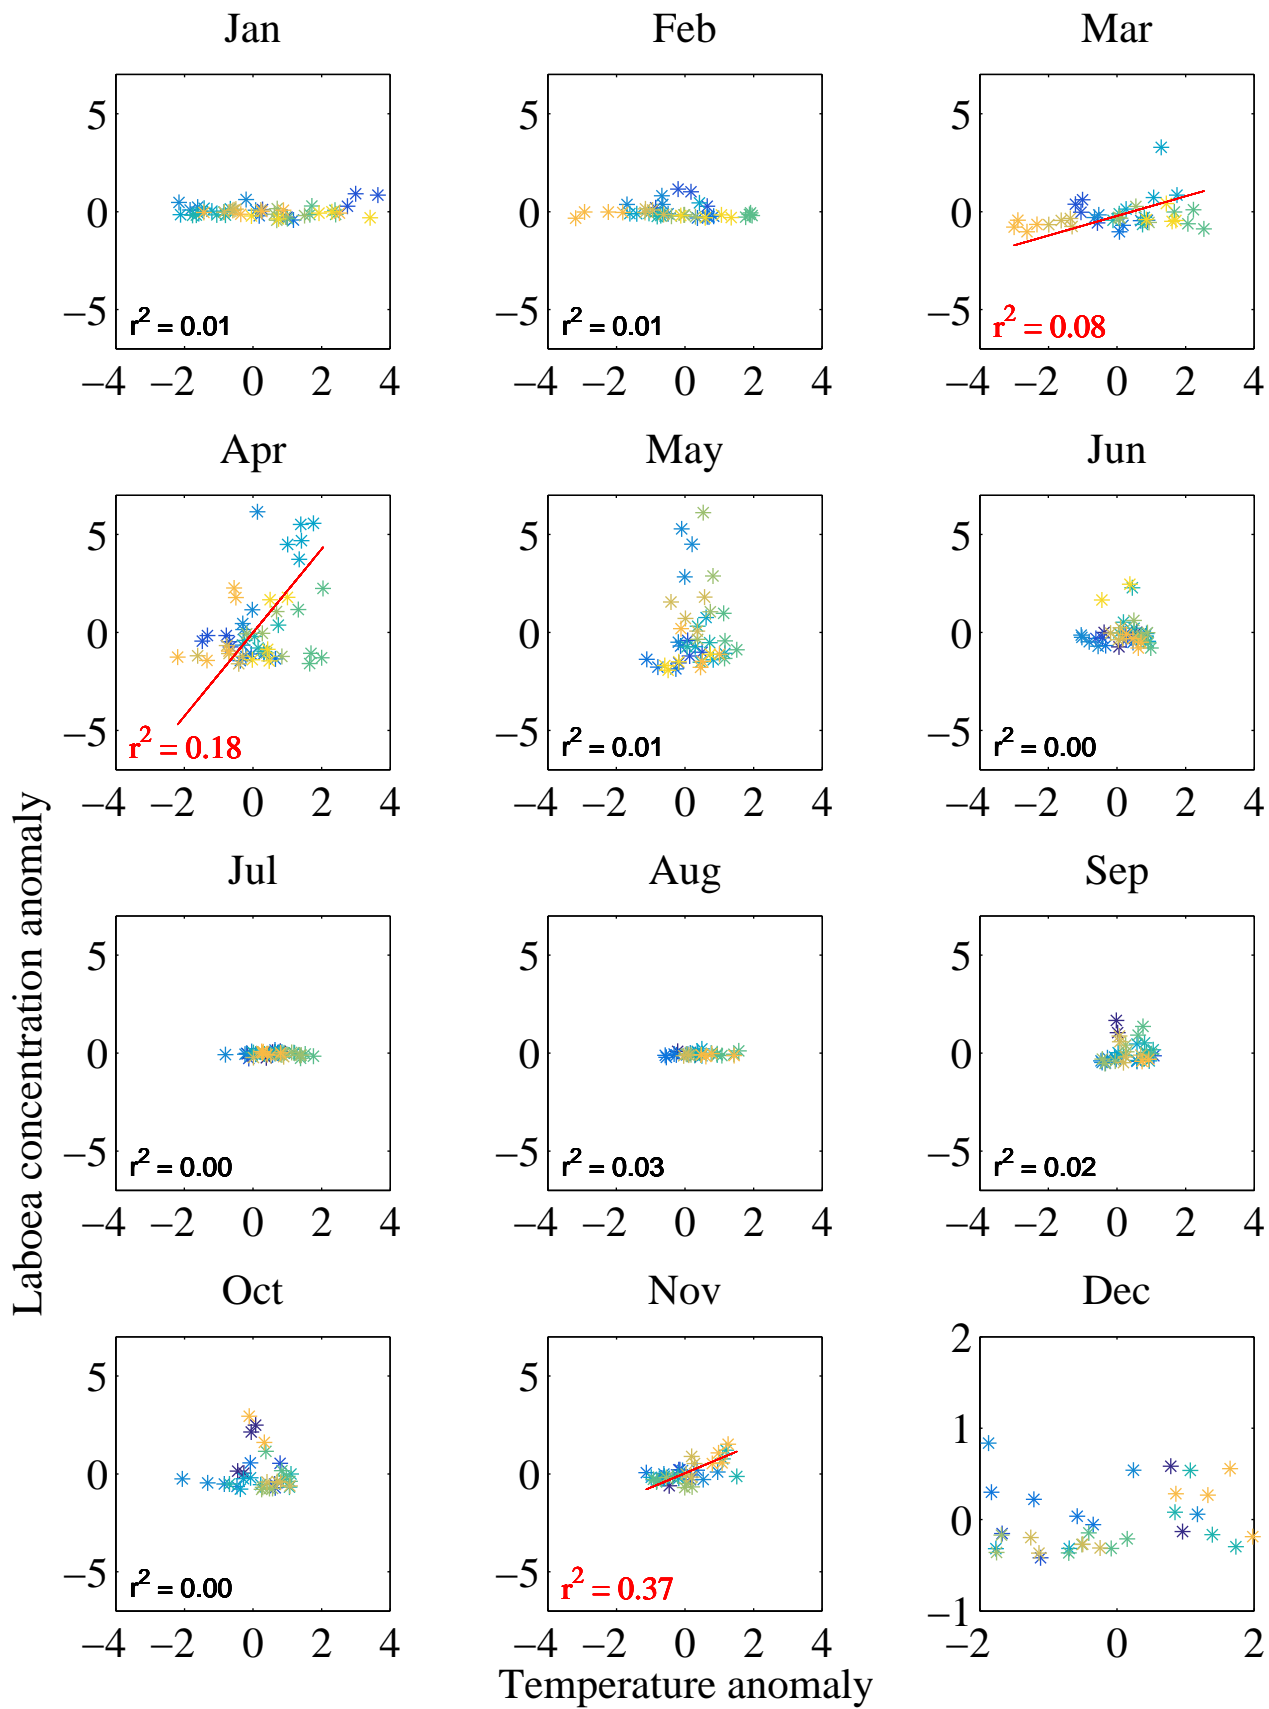 Jan
Feb
Mar
5
0
−5
r² = 0.01
−4 −2 0 2 4
5
0
−5
r² = 0.01
−4 −2 0 2 4
5
0
−5
r² = 0.08
−4 −2 0 2 4
Apr
May
Jun
5
0
−5
r² = 0.18
−4 −2 0 2 4
5
0
−5
r² = 0.01
−4 −2 0 2 4
5
0
−5
r² = 0.00
−4 −2 0 2 4
Laboea concentration anomaly
Jul
Aug
Sep
5
0
−5
r² = 0.00
−4 −2 0 2 4
5
0
−5
r² = 0.03
−4 −2 0 2 4
5
0
−5
r² = 0.02
−4 −2 0 2 4
Oct
Nov
Dec
5
0
−5
r² = 0.00
−4 −2 0 2 4
5
0
−5
r² = 0.37
−4 −2 0 2 4
2
1
0
−1
−2 0 2
Temperature anomaly